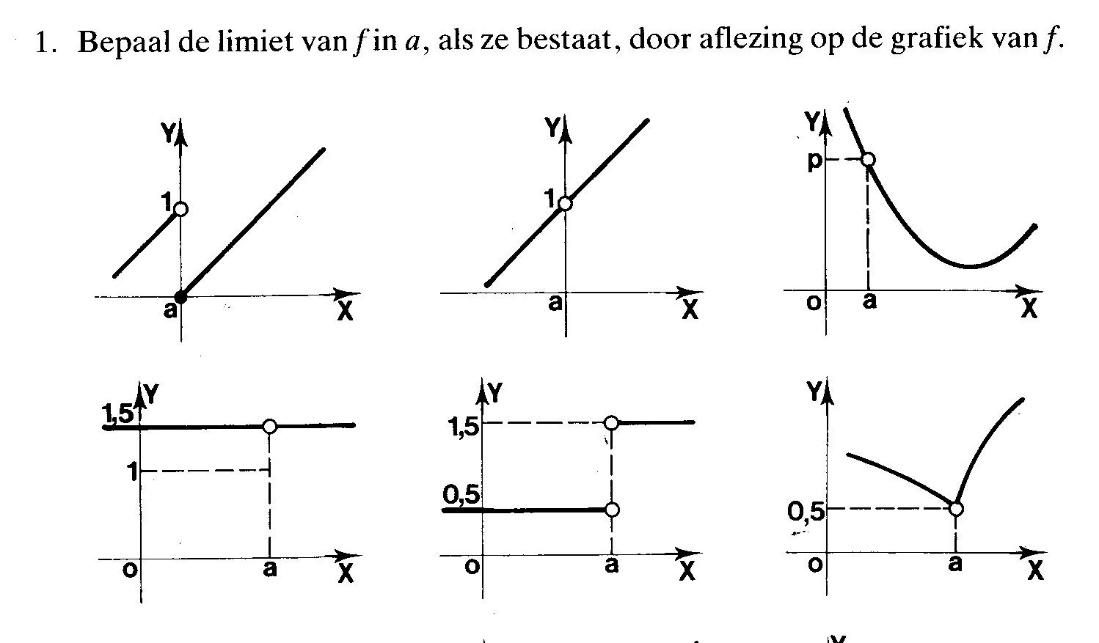 1. Bepaal de limiet van f in a, als ze bestaat, door aflezing op de grafiek van f.
Y
1
a
X
Y
1
a
X
Y
p
o
a
X
Y
1,5
1
o
a
X
Y
1,5
0,5
o
a
X
Y
0,5
o
a
X